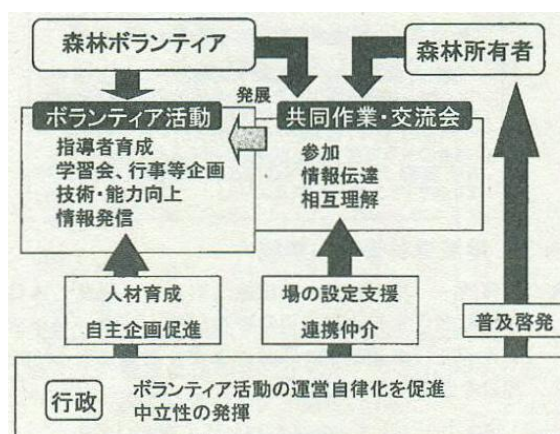 森林ボランティア
森林所有者
発展
ボランティア活動
指導者育成
学習会、行事等企画
技術・能力向上
情報発信
共同作業・交流会
参加
情報伝達
相互理解
人材育成
自主企画促進
場の設定支援
連携仲介
普及啓発
行政
ボランティア活動の運営自律化を促進
中立性の発揮